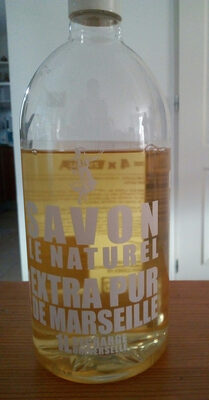 SAVON
LE NATUREL
EXTRA PUR
DE MARSEILLE